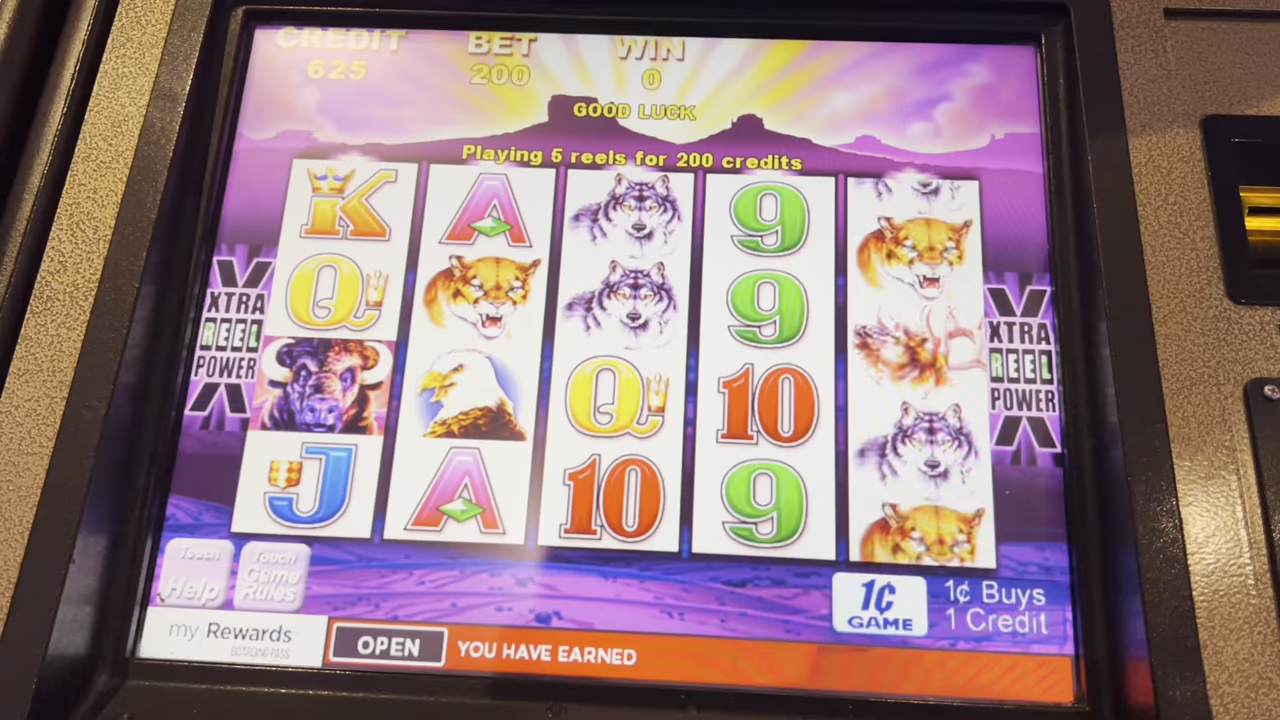 CREDIT BET WIN
625 200 0
GOOD LUCK
Playing 5 reels for 200 credits
K A 9
Q 9
Q 10
J A 10 9
XTRA
REEL
POWER
XTRA
REEL
POWER
Touch
Help
Touch
Game
Rules
1¢
GAME
1¢ Buys
1 Credit
my Rewards
BOARDING PASS
OPEN
YOU HAVE EARNED